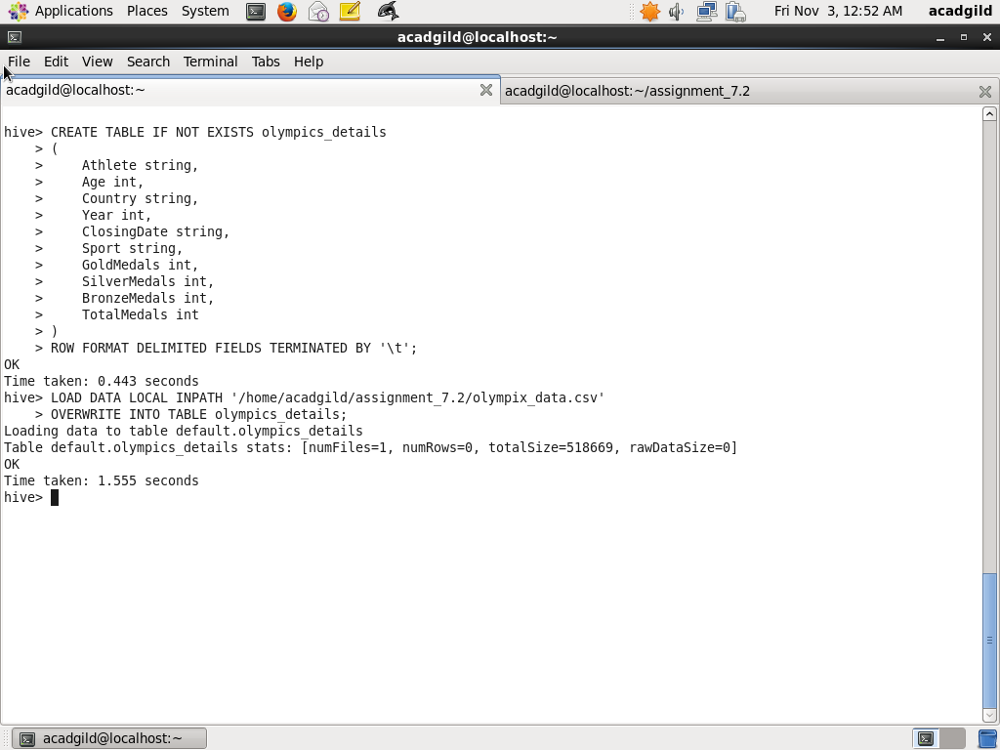 Applications Places System Fri Nov 3, 12:52 AM acadgild
acadgild@localhost:~
File Edit View Search Terminal Tabs Help
acadgild@localhost:~ acadgild@localhost:~/assignment_7.2
hive> CREATE TABLE IF NOT EXISTS olympics_details
    > (
    >     Athlete string,
    >     Age int,
    >     Country string,
    >     Year int,
    >     ClosingDate string,
    >     Sport string,
    >     GoldMedals int,
    >     SilverMedals int,
    >     BronzeMedals int,
    >     TotalMedals int
    > )
    > ROW FORMAT DELIMITED FIELDS TERMINATED BY '\t';
OK
Time taken: 0.443 seconds
hive> LOAD DATA LOCAL INPATH '/home/acadgild/assignment_7.2/olympix_data.csv'
    > OVERWRITE INTO TABLE olympics_details;
Loading data to table default.olympics_details
Table default.olympics_details stats: [numFiles=1, numRows=0, totalSize=518669, rawDataSize=0]
OK
Time taken: 1.555 seconds
hive>
acadgild@localhost:~